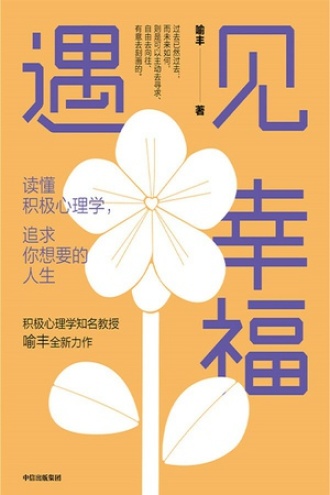 遇见幸福
喻丰
著
过去已然过去,
而未来如何,
则是可以主动去寻求、
自由去向往、
有意去刻画的。
读懂
积极心理学,
追求
你想要的
人生
积极心理学知名教授
喻丰全新力作
中信出版集团